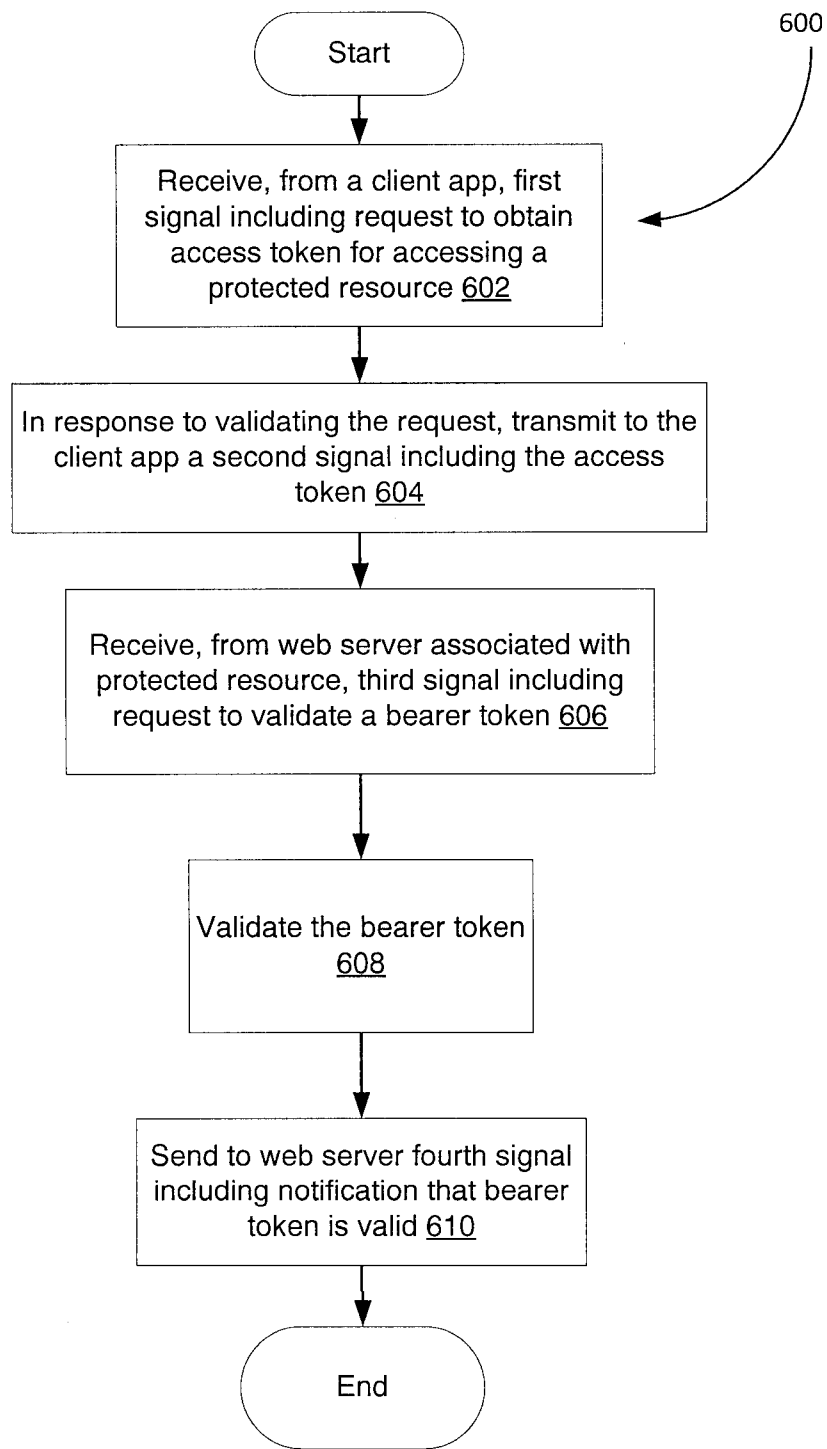 600
Start
Receive, from a client app, first
signal including request to obtain
access token for accessing a
protected resource 602
In response to validating the request, transmit to the
client app a second signal including the access
token 604
Receive, from web server associated with
protected resource, third signal including
request to validate a bearer token 606
Validate the bearer token
608
Send to web server fourth signal
including notification that bearer
token is valid 610
End